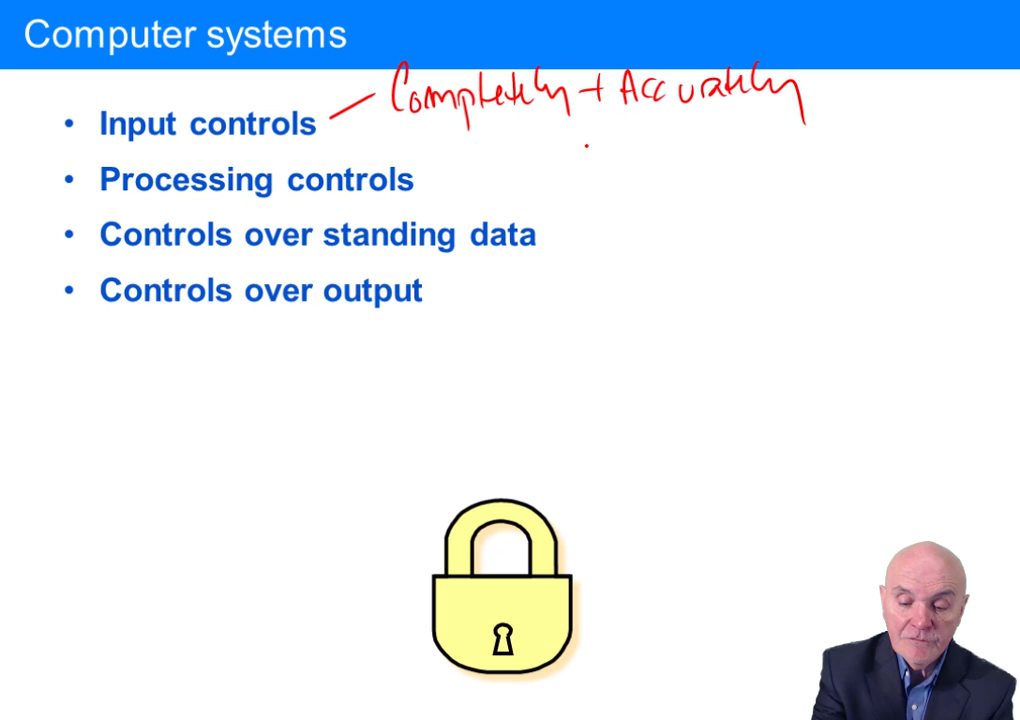 Computer systems
Completely + Accurately
• Input controls
• Processing controls
• Controls over standing data
• Controls over output